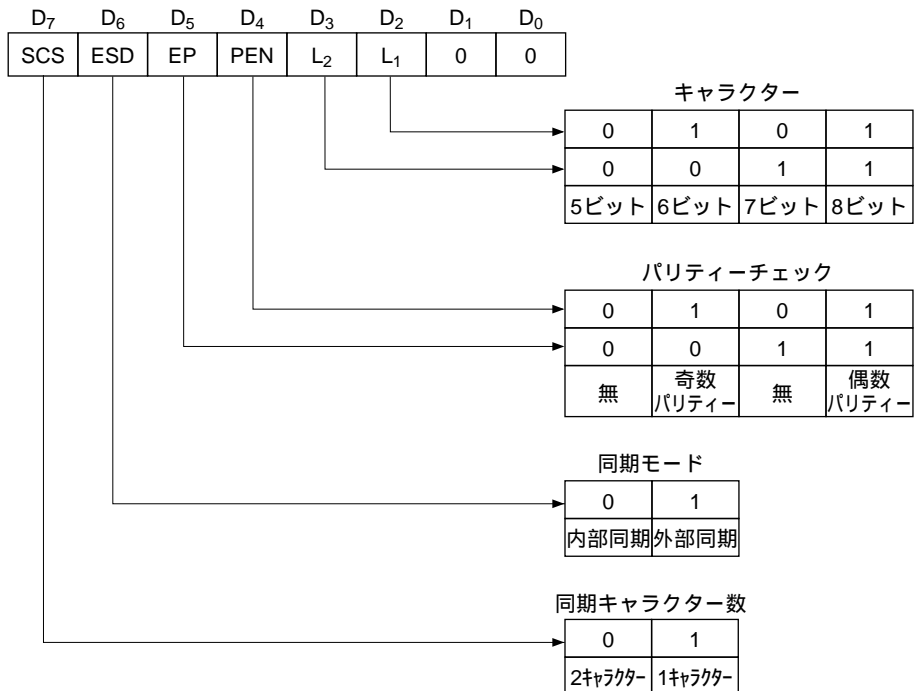 D7 D6 D5 D4 D3 D2 D1 D0
SCS ESD EP PEN L2 L1 0 0
キャラクター
0 1 0 1
0 0 1 1
5ビット 6ビット 7ビット 8ビット
パリティーチェック
0 1 0 1
0 0 1 1
無 奇数パリティー 無 偶数パリティー
同期モード
0 1
内部同期 外部同期
同期キャラクター数
0 1
2キャラクター 1キャラクター